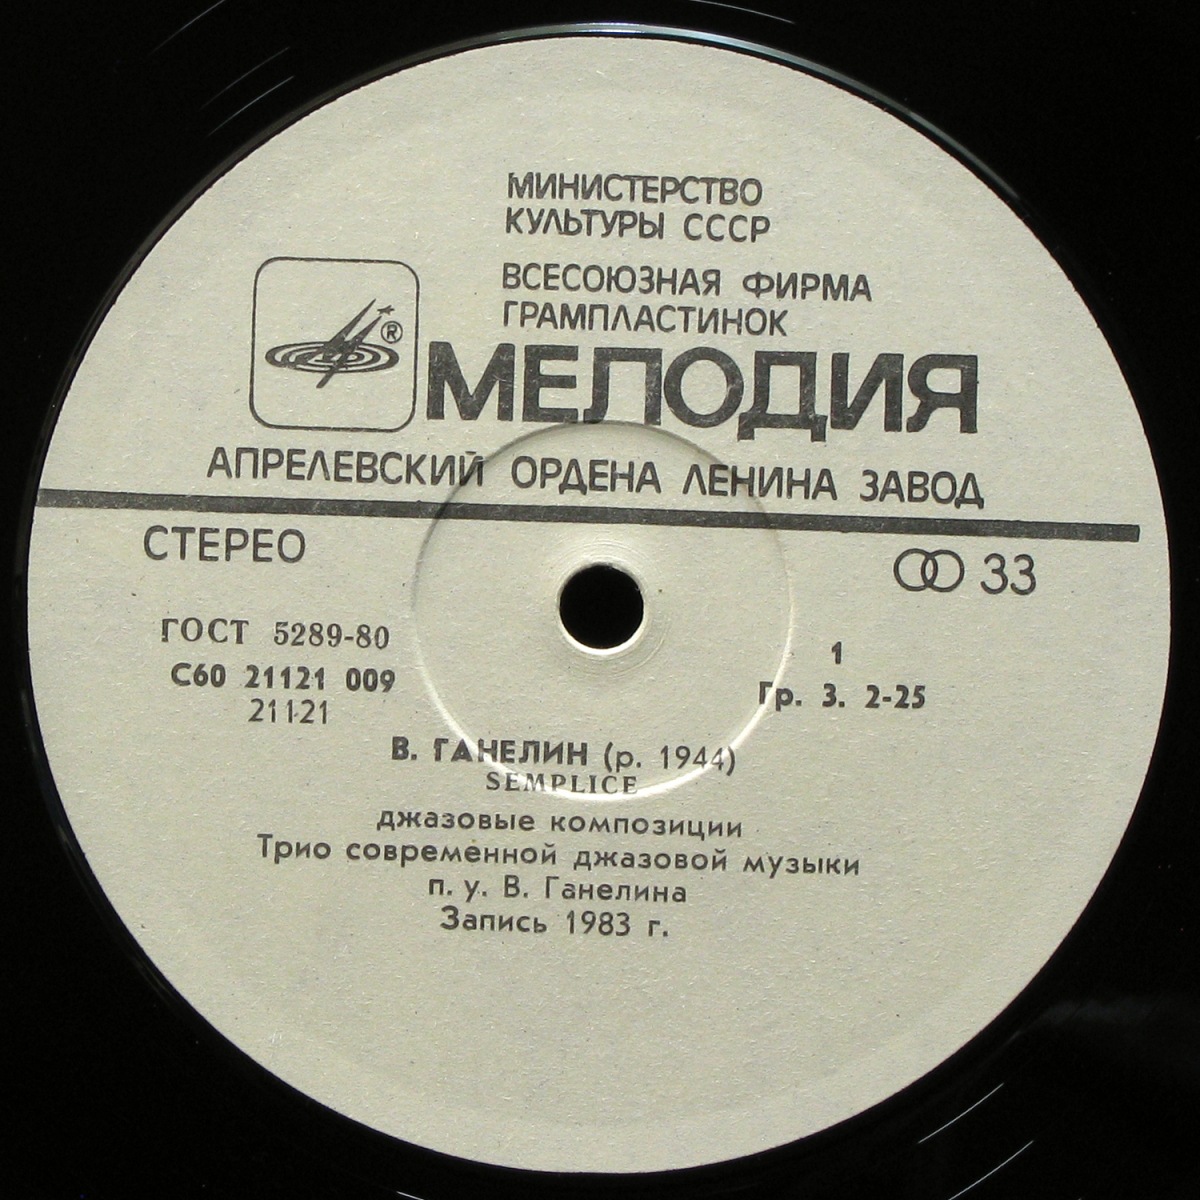 МИНИСТЕРСТВО
КУЛЬТУРЫ СССР
ВСЕСОЮЗНАЯ ФИРМА
ГРАМПЛАСТИНОК
®
МЕЛОДИЯ
АПРЕЛЕВСКИЙ ОРДЕНА ЛЕНИНА ЗАВОД
СТЕРЕО
33
ГОСТ 5289-80
С60 21121 009
21121
1
Гр. 3. 2-25
В. ГАНЕЛИН (р. 1944)
SEMPLICE
джазовые композиции
Трио современной джазовой музыки
п. у. В. Ганелина
Запись 1983 г.